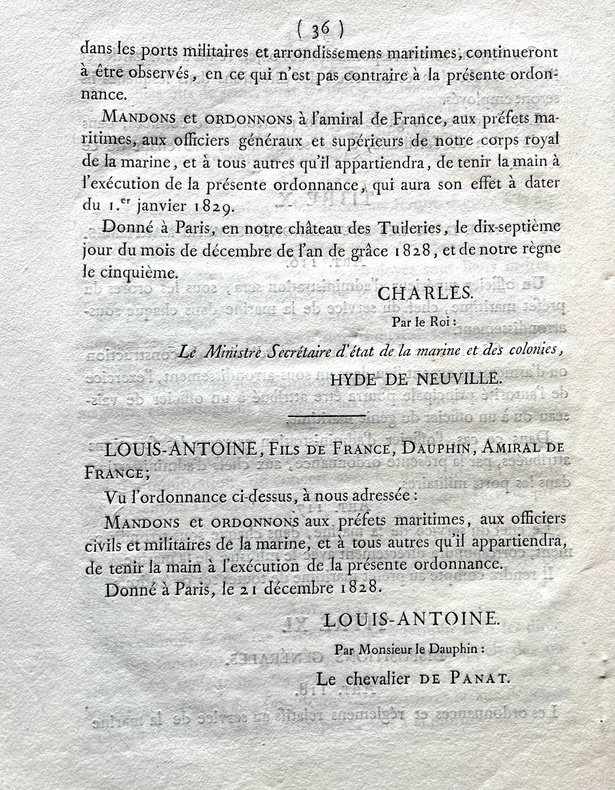 ( 36 )
dans les ports militaires et arrondissemens maritimes, continueront
à être observés, en ce qui n'est pas contraire à la présente ordon-
nance.
MANDONS et ORDONNONS à l'amiral de France, aux préfets ma-
ritimes, aux officiers généraux et supérieurs de notre corps royal
de la marine, et à tous autres qu'il appartiendra, de tenir la main à
l'exécution de la présente ordonnance, qui aura son effet à dater
du 1.er janvier 1829.
Donné à Paris, en notre château des Tuileries, le dix-septième
jour du mois de décembre de l'an de grâce 1828, et de notre règne
le cinquième.
CHARLES.
Par le Roi :
Le Ministre Secrétaire d'état de la marine et des colonies,
HYDE DE NEUVILLE.
LOUIS-ANTOINE, FILS DE FRANCE, DAUPHIN, AMIRAL DE
FRANCE;
Vu l'ordonnance ci-dessus, à nous adressée :
MANDONS et ORDONNONS aux préfets maritimes, aux officiers
civils et militaires de la marine, et à tous autres qu'il appartiendra,
de tenir la main à l'exécution de la présente ordonnance.
Donné à Paris, le 21 décembre 1828.
LOUIS-ANTOINE.
Par Monsieur le Dauphin :
Le chevalier DE PANAT.